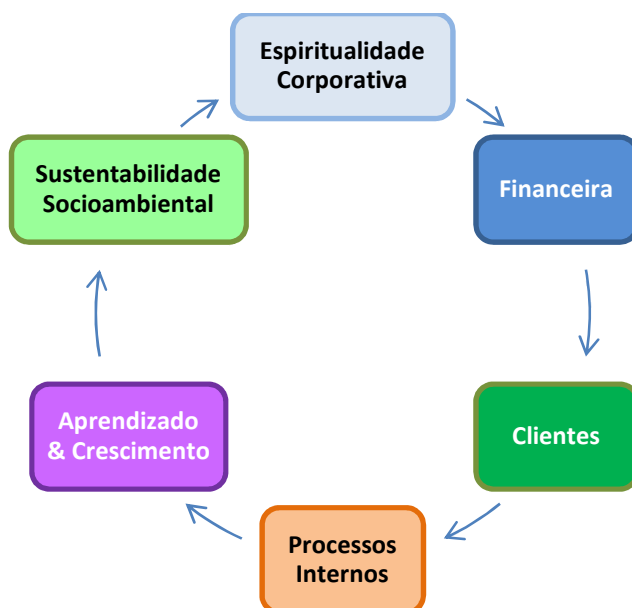 Espiritualidade
Corporativa
Financeira
Clientes
Processos
Internos
Aprendizado
& Crescimento
Sustentabilidade
Socioambiental